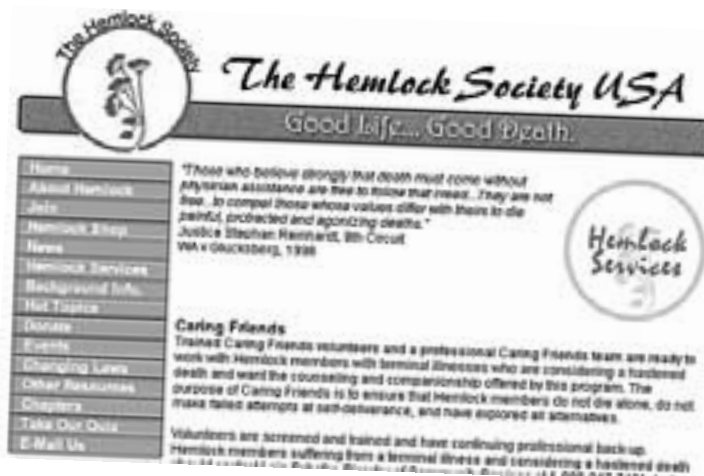 The Hemlock Society
The Hemlock Society USA
Good Life... Good Death.
Home
About Hemlock
Join
Hemlock Shop
News
Hemlock Services
Background Info.
Hot Topics
Donate
Events
Changing Laws
Other Resources
Chapters
Take Our Quiz
E-Mail Us
"Those who believe strongly that death must come without
physician assistance are free to follow that creed... They are not
free... to compel those whose values differ with theirs to die
painful, protracted and agonizing deaths."
Justice Stephan Reinhardt, 9th Circuit
WA v Glucksberg, 1996
Hemlock
Services
Caring Friends
Trained Caring Friends volunteers and a professional Caring Friends team are ready to
work with Hemlock members with terminal illnesses who are considering a hastened
death and want the counseling and companionship offered by this program. The
purpose of Caring Friends is to ensure that Hemlock members do not die alone, do not
make failed attempts at self-deliverance, and have explored all alternatives.
Volunteers are screened and trained and have continuing professional back-up.
Hemlock members suffering from a terminal illness and considering a hastened death